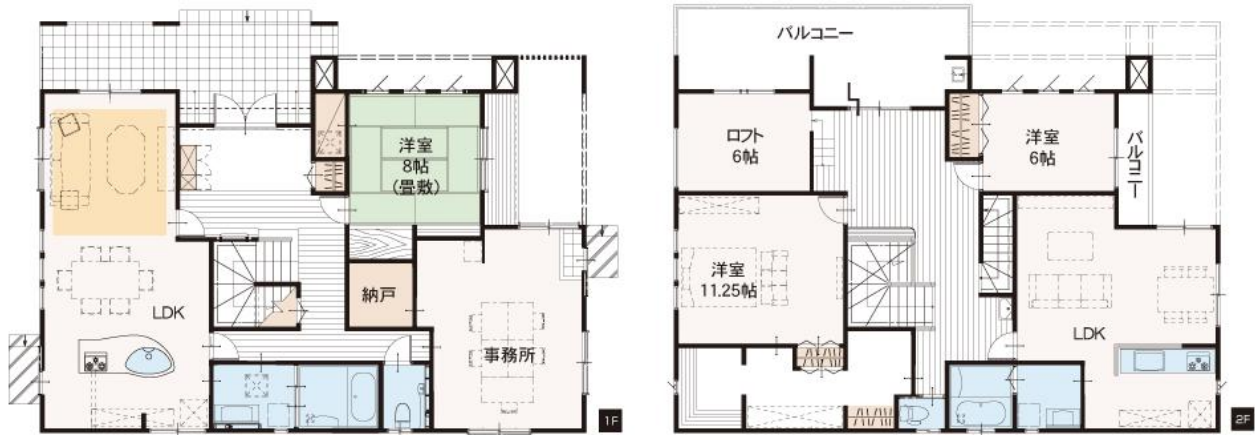 洋室
8帖
(畳敷)
LDK
納戸
事務所
1F
バルコニー
ロフト
6帖
洋室
6帖
バルコニー
洋室
11.25帖
LDK
2F